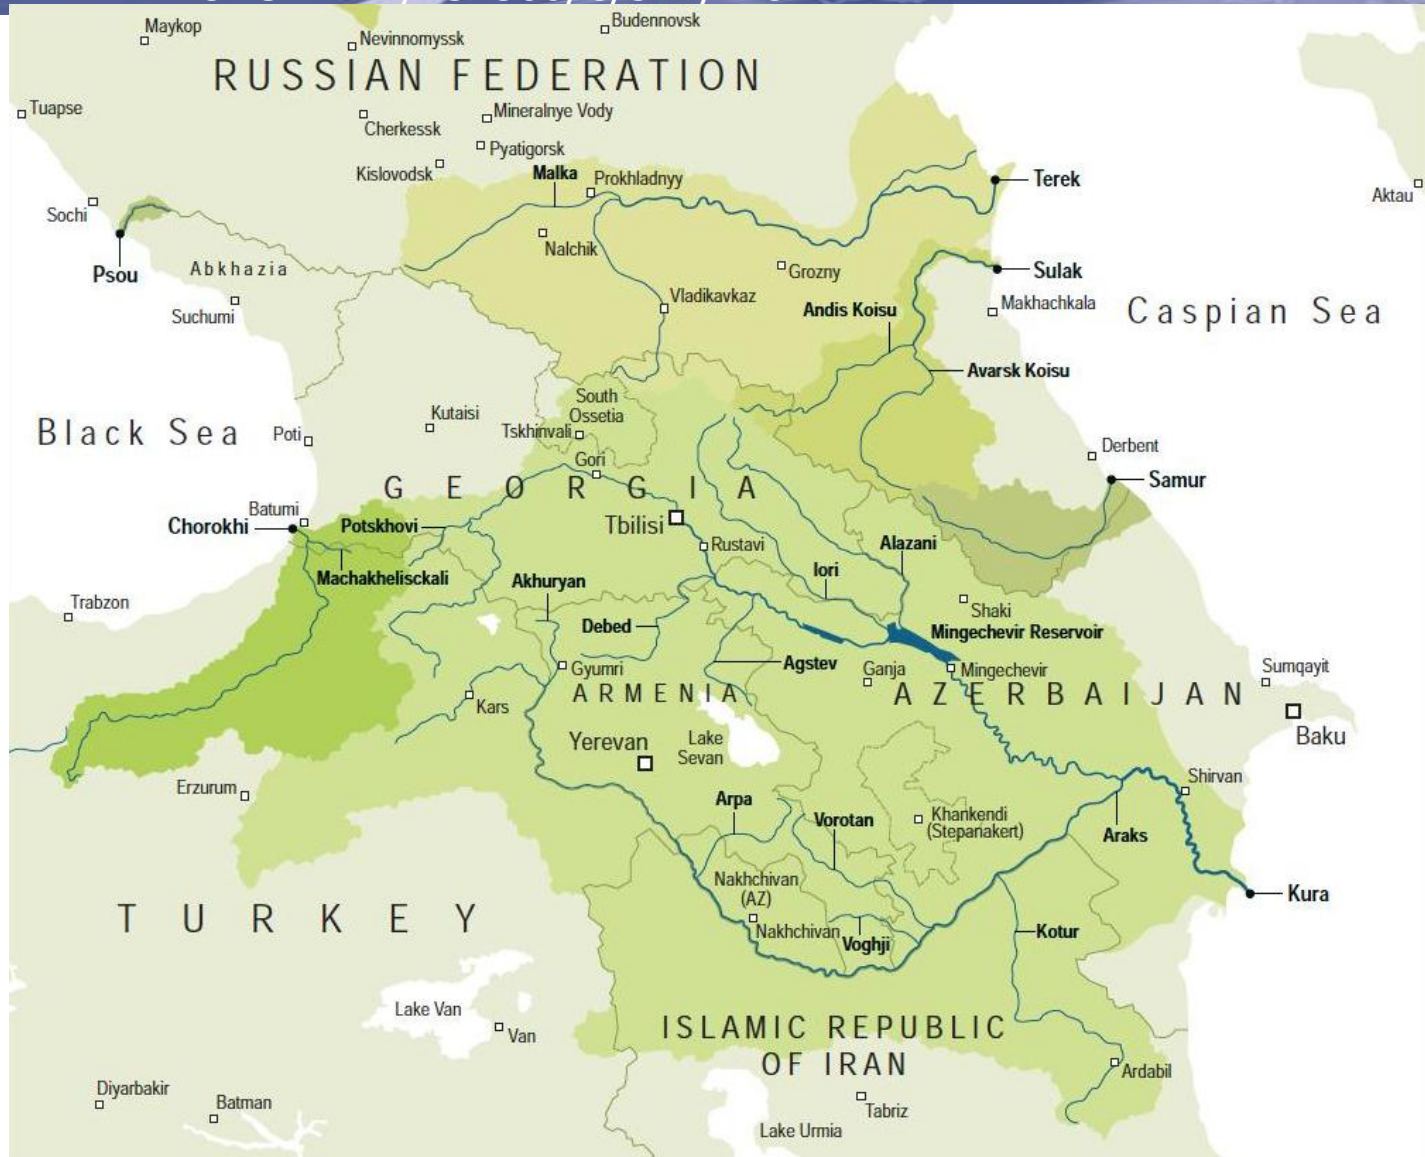 Maykop
Budennovsk
Nevinnomyssk
RUSSIAN FEDERATION
Tuapse
Mineralnye Vody
Cherkessk
Pyatigorsk
Kislovodsk
Malka
Prokhladnyy
Terek
Aktau
Sochi
Nalchik
Psou
Abkhazia
Grozny
Sulak
Suchumi
Vladikavkaz
Andis Koisu
Makhachkala
Caspian Sea
Avarsk Koisu
South
Ossetia
Kutaisi
Black Sea
Poti
Tskhinvali
Derbent
Gori
GEORGIA
Samur
Batumi
Chorokhi
Potskhovi
Tbilisi
Rustavi
Alazani
Machakhelisckali
Akhuryan
Iori
Trabzon
Shaki
Debed
Mingechevir Reservoir
Gyumri
Agstev
Ganja
Mingechevir
Sumqayit
ARMENIA
AZERBAIJAN
Kars
Yerevan
Lake
Sevan
Baku
Erzurum
Shirvan
Arpa
Vorotan
Khankendi
(Stepanakert)
Araks
Nakhchivan
(AZ)
Kura
TURKEY
Nakhchivan
Voghji
Kotur
Lake Van
Van
ISLAMIC REPUBLIC
OF IRAN
Ardabil
Diyarbakir
Batman
Tabriz
Lake Urmia